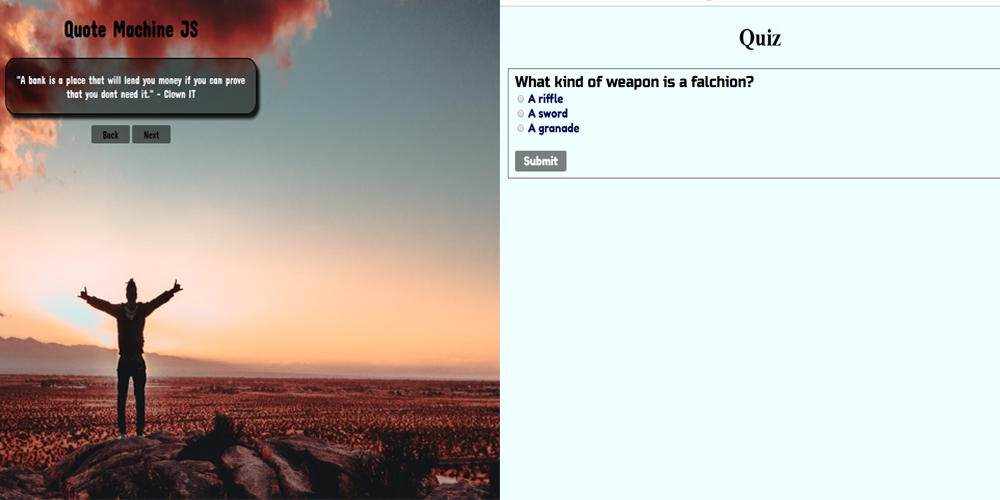 Quote Machine JS
"A bank is a place that will lend you money if you can prove
that you dont need it." - Clown IT
Back Next
Quiz
What kind of weapon is a falchion?
A riffle
A sword
A granade
Submit